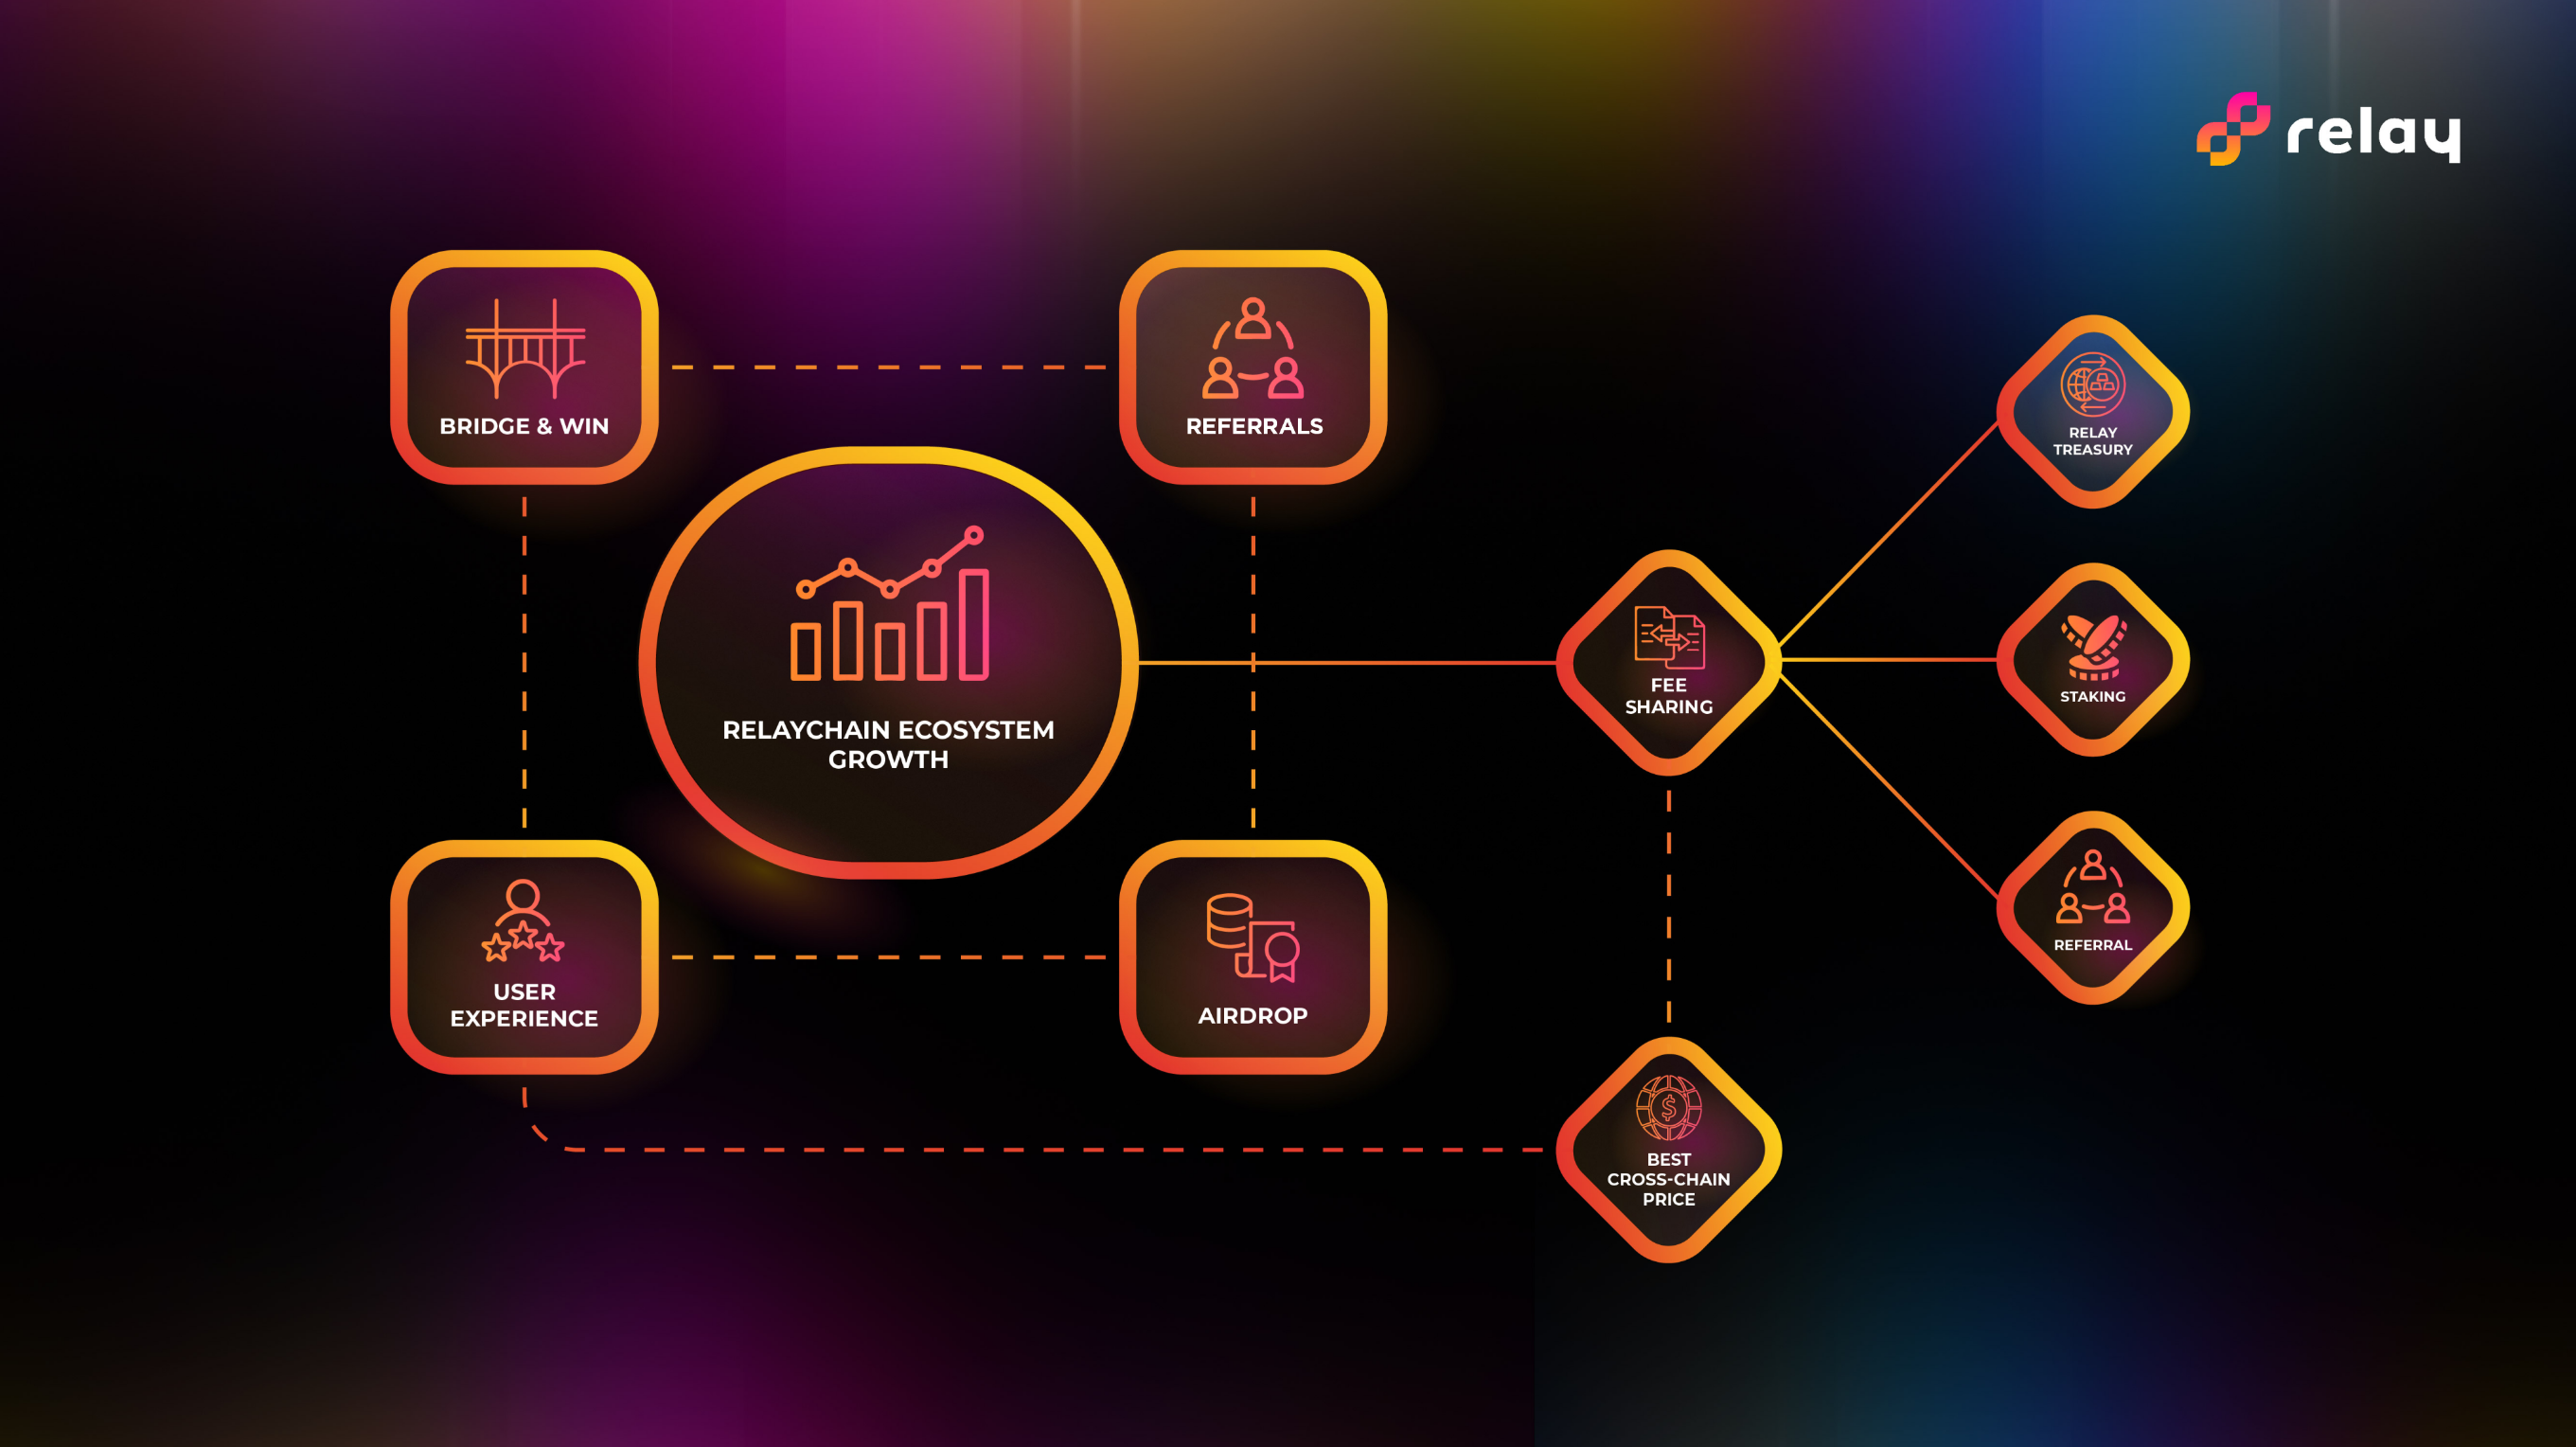 relay
BRIDGE & WIN
REFERRALS
RELAYCHAIN ECOSYSTEM
GROWTH
USER
EXPERIENCE
AIRDROP
FEE
SHARING
BEST
CROSS-CHAIN
PRICE
RELAY
TREASURY
STAKING
REFERRAL